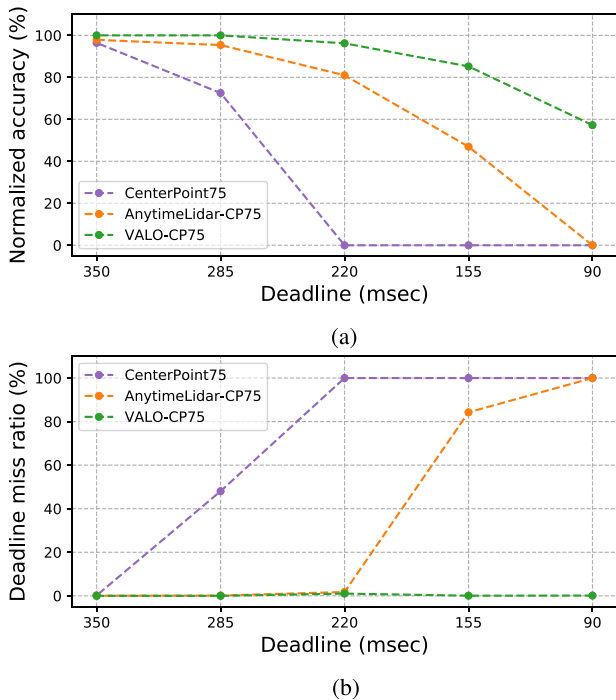 Normalized accuracy (%)
100
80
60
40
20
0
CenterPoint75
AnytimeLidar-CP75
VALO-CP75
350 285 220 155 90
Deadline (msec)
(a)
Deadline miss ratio (%)
100
80
60
40
20
0
CenterPoint75
AnytimeLidar-CP75
VALO-CP75
350 285 220 155 90
Deadline (msec)
(b)